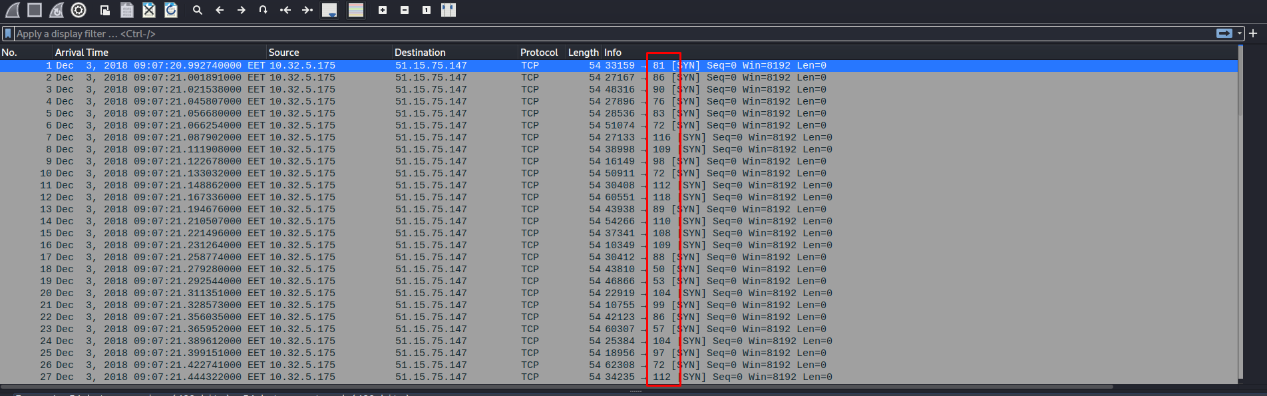 Apply a display filter … <Ctrl-/>
No. Arrival Time Source Destination Protocol Length Info
1 Dec 3, 2018 09:07:20.992740000 EET 10.32.5.175 51.15.75.147 TCP 54 33159 → 81 [SYN] Seq=0 Win=8192 Len=0
2 Dec 3, 2018 09:07:21.001891000 EET 10.32.5.175 51.15.75.147 TCP 54 27167 → 86 [SYN] Seq=0 Win=8192 Len=0
3 Dec 3, 2018 09:07:21.021538000 EET 10.32.5.175 51.15.75.147 TCP 54 48316 → 90 [SYN] Seq=0 Win=8192 Len=0
4 Dec 3, 2018 09:07:21.045807000 EET 10.32.5.175 51.15.75.147 TCP 54 27896 → 76 [SYN] Seq=0 Win=8192 Len=0
5 Dec 3, 2018 09:07:21.056680000 EET 10.32.5.175 51.15.75.147 TCP 54 28536 → 83 [SYN] Seq=0 Win=8192 Len=0
6 Dec 3, 2018 09:07:21.066254000 EET 10.32.5.175 51.15.75.147 TCP 54 51074 → 72 [SYN] Seq=0 Win=8192 Len=0
7 Dec 3, 2018 09:07:21.087902000 EET 10.32.5.175 51.15.75.147 TCP 54 27133 → 116 [SYN] Seq=0 Win=8192 Len=0
8 Dec 3, 2018 09:07:21.111908000 EET 10.32.5.175 51.15.75.147 TCP 54 38998 → 109 [SYN] Seq=0 Win=8192 Len=0
9 Dec 3, 2018 09:07:21.122678000 EET 10.32.5.175 51.15.75.147 TCP 54 16149 → 98 [SYN] Seq=0 Win=8192 Len=0
10 Dec 3, 2018 09:07:21.133032000 EET 10.32.5.175 51.15.75.147 TCP 54 50911 → 72 [SYN] Seq=0 Win=8192 Len=0
11 Dec 3, 2018 09:07:21.148862000 EET 10.32.5.175 51.15.75.147 TCP 54 30408 → 112 [SYN] Seq=0 Win=8192 Len=0
12 Dec 3, 2018 09:07:21.167336000 EET 10.32.5.175 51.15.75.147 TCP 54 60551 → 118 [SYN] Seq=0 Win=8192 Len=0
13 Dec 3, 2018 09:07:21.194676000 EET 10.32.5.175 51.15.75.147 TCP 54 43938 → 89 [SYN] Seq=0 Win=8192 Len=0
14 Dec 3, 2018 09:07:21.210507000 EET 10.32.5.175 51.15.75.147 TCP 54 54266 → 110 [SYN] Seq=0 Win=8192 Len=0
15 Dec 3, 2018 09:07:21.221496000 EET 10.32.5.175 51.15.75.147 TCP 54 37341 → 108 [SYN] Seq=0 Win=8192 Len=0
16 Dec 3, 2018 09:07:21.231264000 EET 10.32.5.175 51.15.75.147 TCP 54 10349 → 109 [SYN] Seq=0 Win=8192 Len=0
17 Dec 3, 2018 09:07:21.258774000 EET 10.32.5.175 51.15.75.147 TCP 54 30412 → 88 [SYN] Seq=0 Win=8192 Len=0
18 Dec 3, 2018 09:07:21.279280000 EET 10.32.5.175 51.15.75.147 TCP 54 43810 → 50 [SYN] Seq=0 Win=8192 Len=0
19 Dec 3, 2018 09:07:21.292544000 EET 10.32.5.175 51.15.75.147 TCP 54 46866 → 53 [SYN] Seq=0 Win=8192 Len=0
20 Dec 3, 2018 09:07:21.311351000 EET 10.32.5.175 51.15.75.147 TCP 54 22919 → 104 [SYN] Seq=0 Win=8192 Len=0
21 Dec 3, 2018 09:07:21.328573000 EET 10.32.5.175 51.15.75.147 TCP 54 10755 → 99 [SYN] Seq=0 Win=8192 Len=0
22 Dec 3, 2018 09:07:21.356035000 EET 10.32.5.175 51.15.75.147 TCP 54 42123 → 86 [SYN] Seq=0 Win=8192 Len=0
23 Dec 3, 2018 09:07:21.365952000 EET 10.32.5.175 51.15.75.147 TCP 54 60307 → 57 [SYN] Seq=0 Win=8192 Len=0
24 Dec 3, 2018 09:07:21.389612000 EET 10.32.5.175 51.15.75.147 TCP 54 25384 → 104 [SYN] Seq=0 Win=8192 Len=0
25 Dec 3, 2018 09:07:21.399151000 EET 10.32.5.175 51.15.75.147 TCP 54 18956 → 97 [SYN] Seq=0 Win=8192 Len=0
26 Dec 3, 2018 09:07:21.422741000 EET 10.32.5.175 51.15.75.147 TCP 54 62308 → 72 [SYN] Seq=0 Win=8192 Len=0
27 Dec 3, 2018 09:07:21.444322000 EET 10.32.5.175 51.15.75.147 TCP 54 34235 → 112 [SYN] Seq=0 Win=8192 Len=0